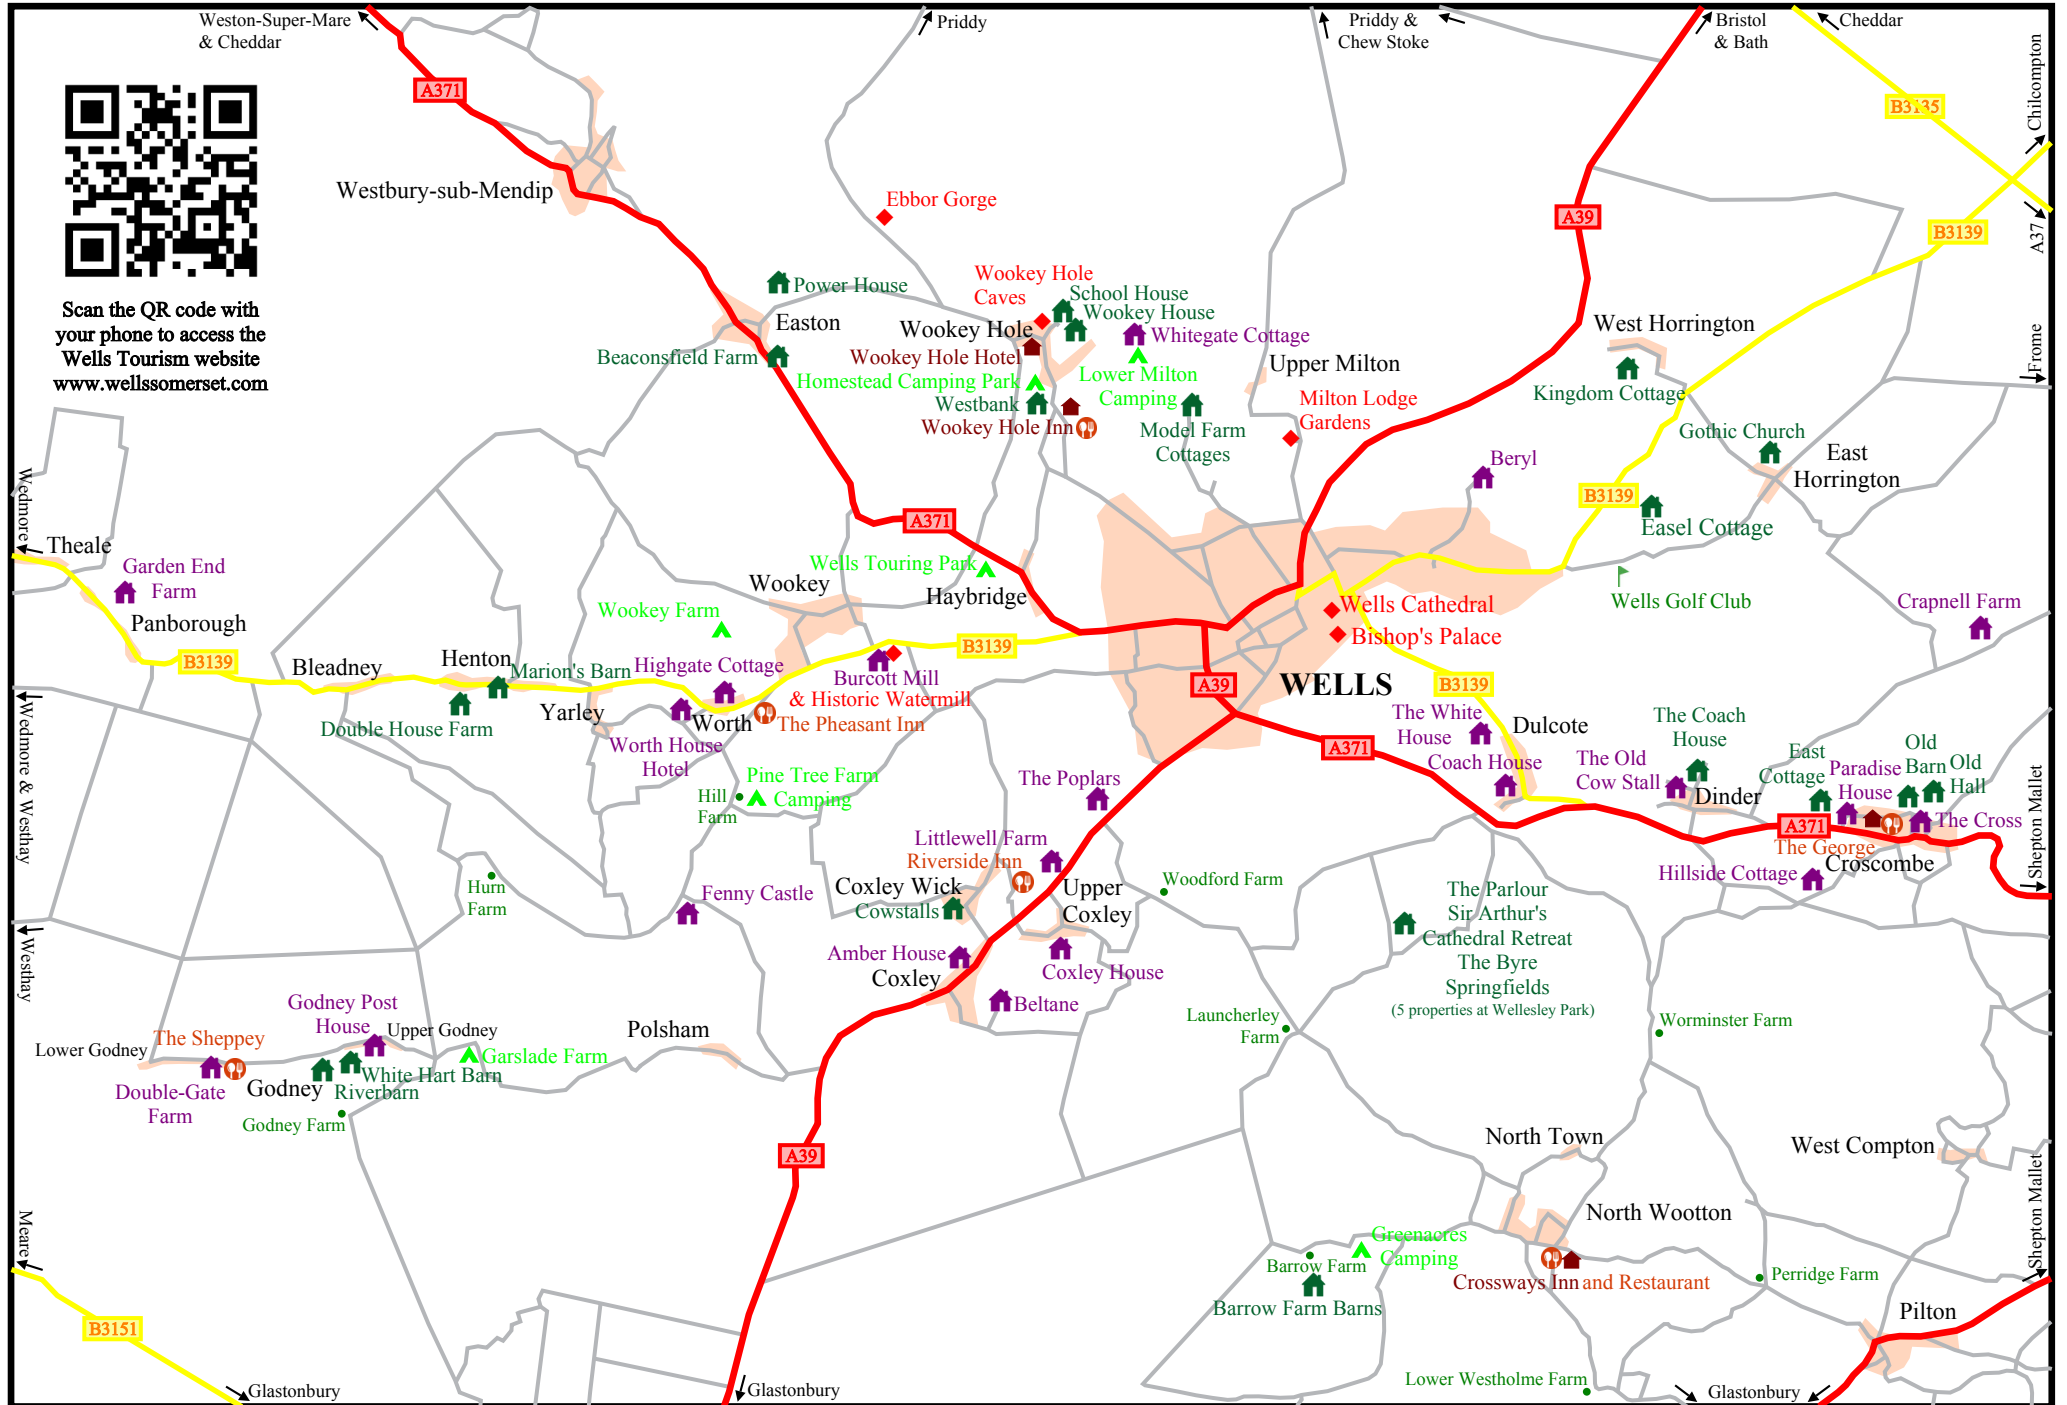 Weston-Super-Mare
& Cheddar
Priddy
Priddy &
Chew Stoke
Bristol
& Bath
Cheddar
A371
B3135
Chilcompton
Westbury-sub-Mendip
Ebbor Gorge
A39
B3139
A37
Scan the QR code with
your phone to access the
Wells Tourism website
www.wellssomerset.com
Power House
Wookey Hole
Caves
School House
Wookey House
Easton
Wookey Hole
Whitegate Cottage
West Horrington
Beaconsfield Farm
Wookey Hole Hotel
Upper Milton
Frome
Homestead Camping Park
Lower Milton
Camping
Kingdom Cottage
Westbank
Milton Lodge
Gardens
Wookey Hole Inn
Model Farm
Cottages
Gothic Church
East
Horrington
Beryl
B3139
Easel Cottage
Wedmore
A371
Theale
Garden End
Farm
Wells Touring Park
Wookey
Haybridge
Wells Golf Club
Crapnell Farm
Wookey Farm
Wells Cathedral
Bishop's Palace
Panborough
B3139
B3139
Bleadney
Henton
Marion's Barn
Highgate Cottage
Burcott Mill
& Historic Watermill
A39
WELLS
B3139
Wedmore & Westhay
Double House Farm
Yarley
Worth
The Pheasant Inn
Worth House
Hotel
The White
House
Dulcote
The Coach
House
A371
Coach House
The Old
Cow Stall
Dinder
East
Cottage
Paradise
House
Old
Barn
Old
Hall
Shepton Mallet
Pine Tree Farm
Camping
Hill
Farm
The Poplars
A371
The Cross
The George
Croscombe
Hillside Cottage
Littlewell Farm
Riverside Inn
Coxley Wick
Cowstalls
Upper
Coxley
Woodford Farm
Hurn
Farm
Fenny Castle
The Parlour
Sir Arthur's
Cathedral Retreat
The Byre
Springfields
(5 properties at Wellesley Park)
Westhay
Amber House
Coxley
Coxley House
Beltane
Godney Post
House
Upper Godney
The Sheppey
Lower Godney
Polsham
Garslade Farm
Launcherley
Farm
Worminster Farm
Double-Gate
Farm
Godney
White Hart Barn
Riverbarn
Godney Farm
A39
North Town
West Compton
Shepton Mallet
Meare
North Wootton
Greenacres
Camping
Barrow Farm
Barrow Farm Barns
Crossways Inn and Restaurant
Perridge Farm
Pilton
B3151
Glastonbury
Glastonbury
Lower Westholme Farm
Glastonbury